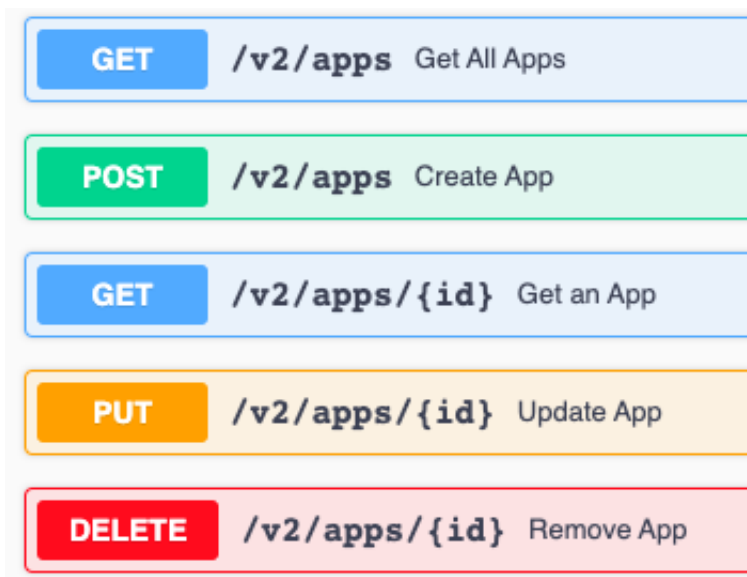 GET /v2/apps Get All Apps
POST /v2/apps Create App
GET /v2/apps/{id} Get an App
PUT /v2/apps/{id} Update App
DELETE /v2/apps/{id} Remove App